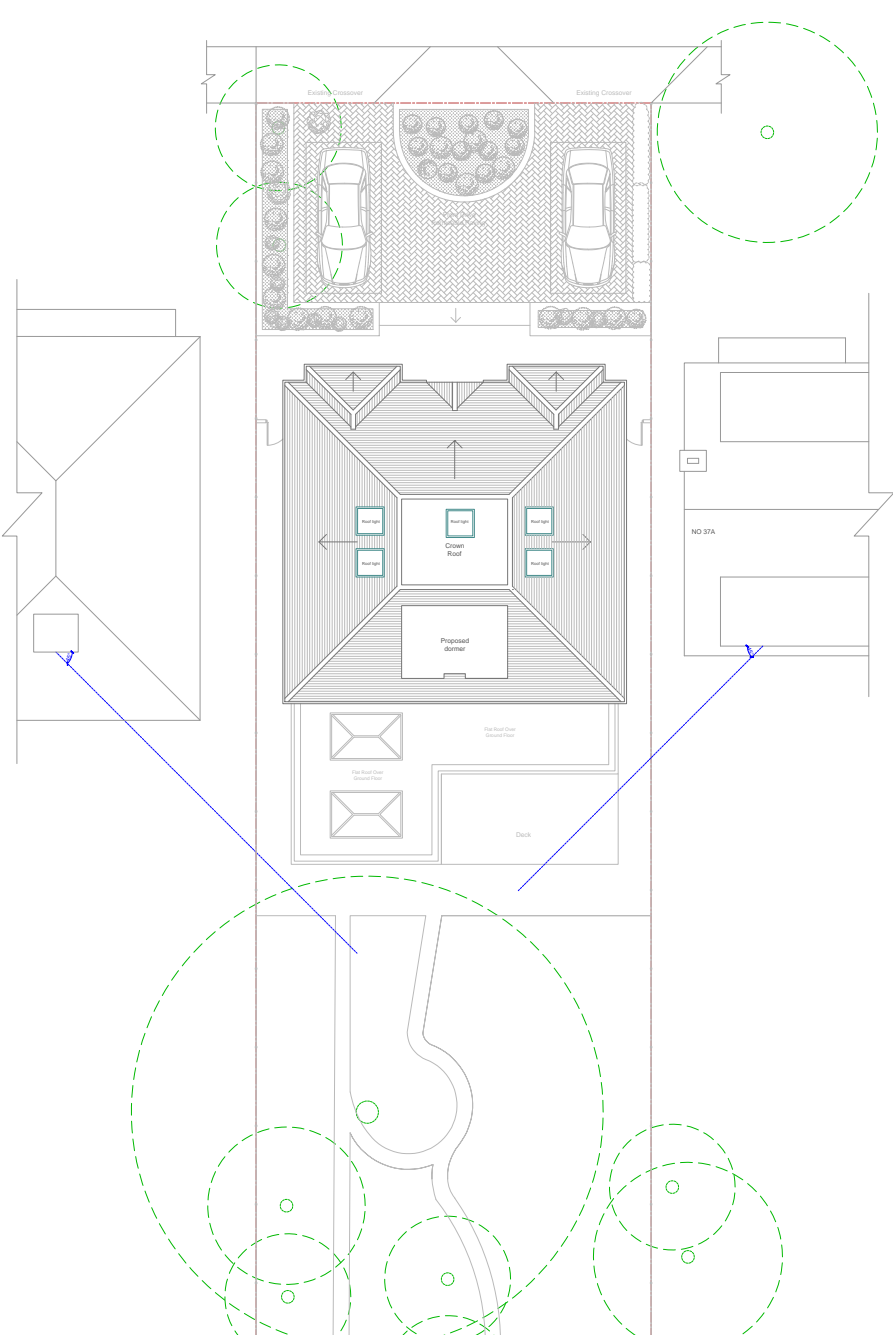 Existing Crossover
Existing Crossover
Roof light
Roof light
Roof light
Crown
Roof
NO 37A
Roof light
Roof light
Proposed
dormer
Flat Roof Over
Ground Floor
Flat Roof Over
Ground Floor
Deck